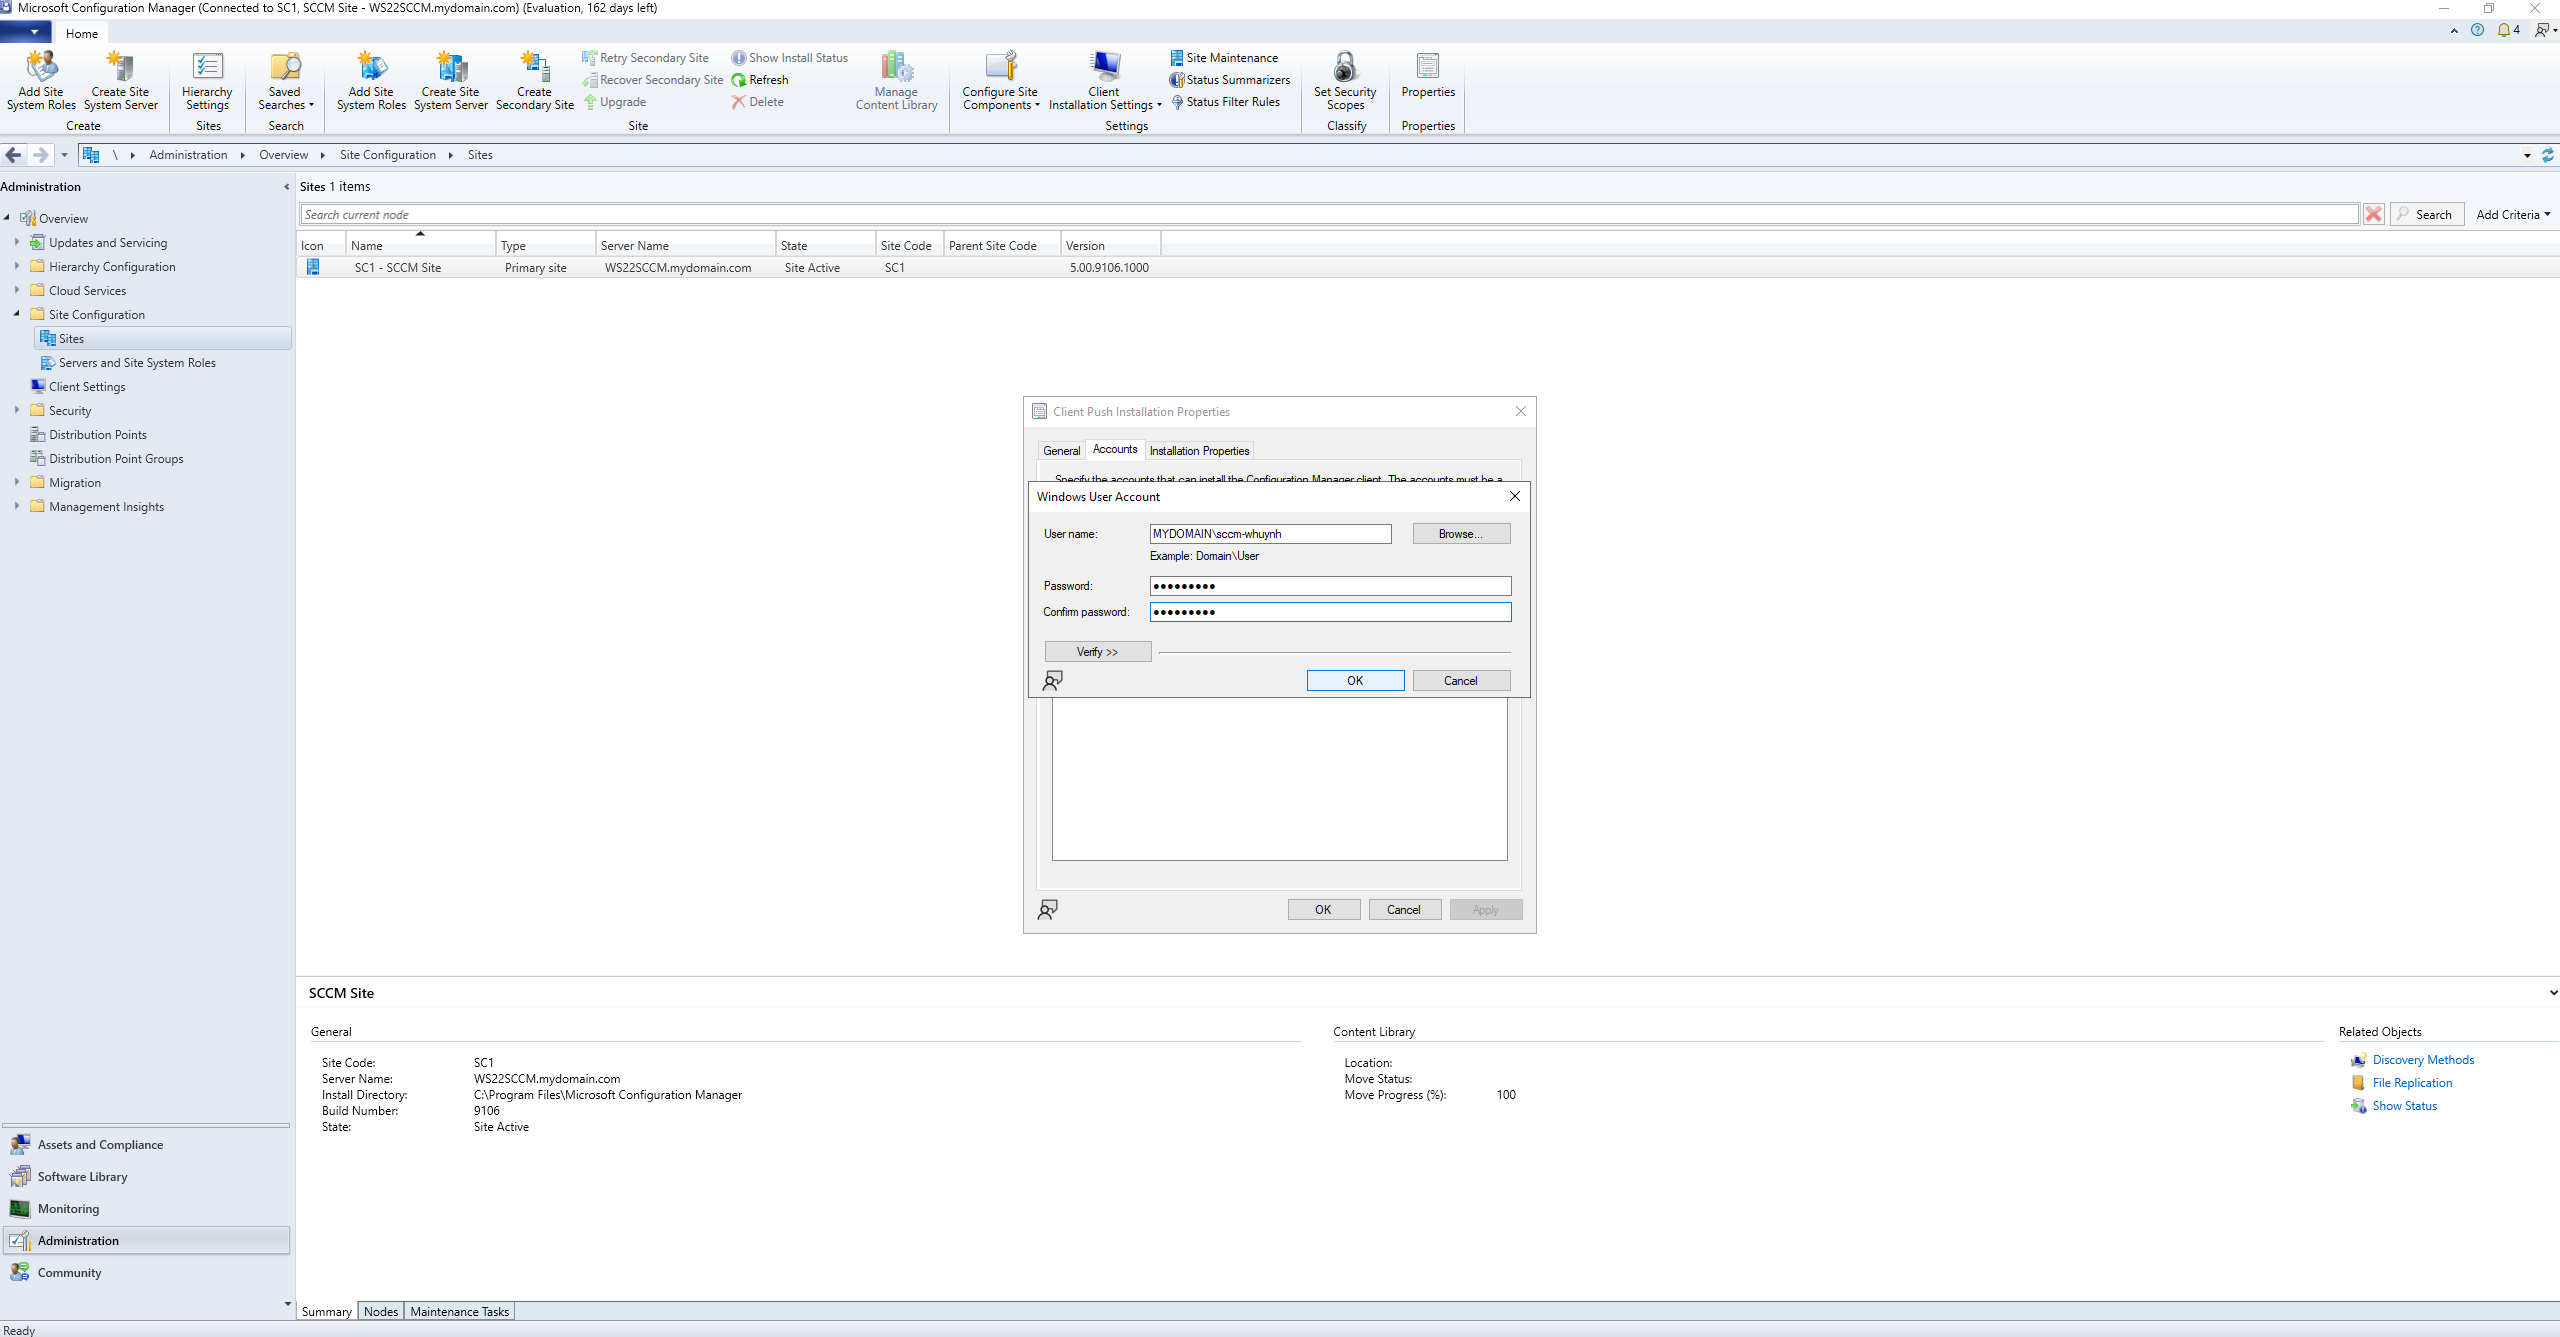 Microsoft Configuration Manager (Connected to SC1, SCCM Site - WS22SCCM.mydomain.com) (Evaluation, 162 days left)
Home
4
Add Site System Roles
Create Site System Server
Create
Hierarchy Settings
Sites
Saved Searches
Search
Add Site System Roles
Create Site System Server
Create Secondary Site
Retry Secondary Site
Recover Secondary Site
Upgrade
Show Install Status
Refresh
Delete
Manage Content Library
Site
Configure Site Components
Client Installation Settings
Site Maintenance
Status Summarizers
Status Filter Rules
Settings
Set Security Scopes
Classify
Properties
Properties
\ Administration Overview Site Configuration Sites
Administration
Overview
Updates and Servicing
Hierarchy Configuration
Cloud Services
Site Configuration
Sites
Servers and Site System Roles
Client Settings
Security
Distribution Points
Distribution Point Groups
Migration
Management Insights
Assets and Compliance
Software Library
Monitoring
Administration
Community
Sites 1 items
Search current node
Search
Add Criteria
Icon Name Type Server Name State Site Code Parent Site Code Version
SC1 - SCCM Site Primary site WS22SCCM.mydomain.com Site Active SC1 5.00.9106.1000
Client Push Installation Properties
General Accounts Installation Properties
Specify the accounts that can install the Configuration Manager client. The accounts must be a
Windows User Account
User name: MYDOMAIN\sccm-whuynh Browse...
Example: Domain\User
Password: ●●●●●●●●●
Confirm password: ●●●●●●●●●
Verify >>
OK Cancel
OK Cancel Apply
SCCM Site
General
Site Code: SC1
Server Name: WS22SCCM.mydomain.com
Install Directory: C:\Program Files\Microsoft Configuration Manager
Build Number: 9106
State: Site Active
Content Library
Location:
Move Status:
Move Progress (%): 100
Related Objects
Discovery Methods
File Replication
Show Status
Summary Nodes Maintenance Tasks
Ready